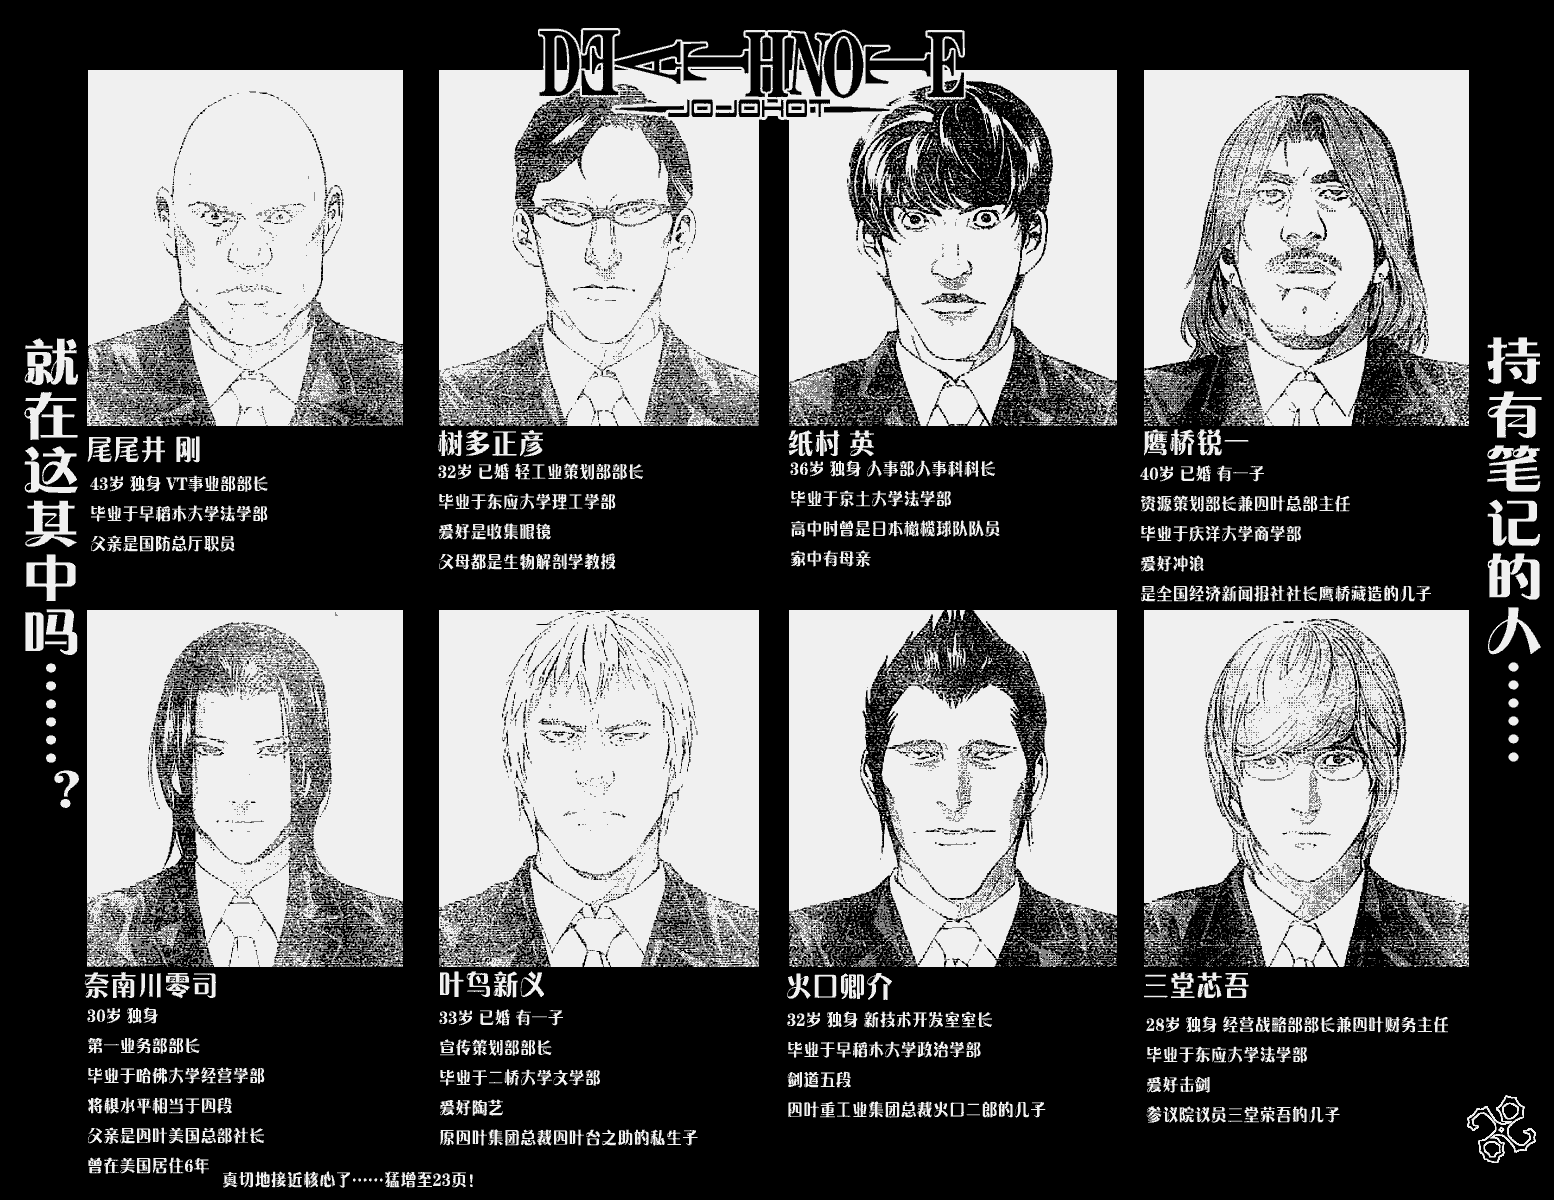 DEATH NOTE
JOJOHOT
持有笔记的人……
就在这其中吗……?
尾尾井 刚
43岁 独身 VT事业部部长
毕业于早稻木大学法学部
父亲是国防总厅职员
树多正彦
32岁 已婚 轻工业策划部部长
毕业于东应大学理工学部
爱好是收集眼镜
父母都是生物解剖学教授
纸村 英
36岁 独身 人事部人事科科长
毕业于京土大学法学部
高中时曾是日本橄榄球队队员
家中有母亲
鹰桥锐一
40岁 已婚 有一子
资源策划部长兼四叶总部主任
毕业于庆洋大学商学部
爱好冲浪
是全国经济新闻报社社长鹰桥藏造的儿子
奈南川零司
30岁 独身
第一业务部部长
毕业于哈佛大学经营学部
将棋水平相当于四段
父亲是四叶美国总部社长
曾在美国居住6年
叶鸟新义
33岁 已婚 有一子
宣传策划部部长
毕业于二桥大学文学部
爱好陶艺
原四叶集团总裁四叶台之助的私生子
火口卿介
32岁 独身 新技术开发室室长
毕业于早稻木大学政治学部
剑道五段
四叶重工业集团总裁火口二郎的儿子
三堂芯吾
28岁 独身 经营战略部部长兼四叶财务主任
毕业于东应大学法学部
爱好击剑
参议院议员三堂荣吾的儿子
真切地接近核心了……猛增至23页!